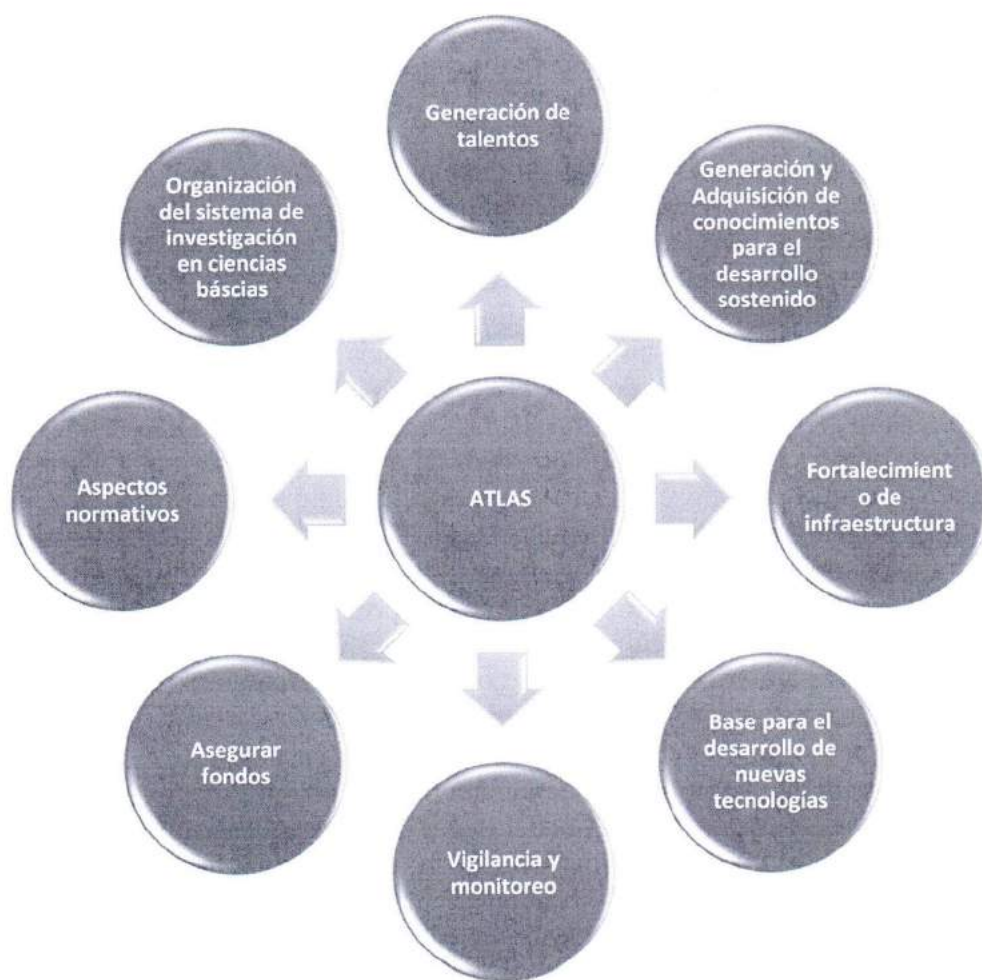 Generación de
talentos
Generación y
Adquisición de
conocimientos
para el
desarrollo
sostenido
Fortalecimient
o de
infraestructura
Base para el
desarrollo de
nuevas
tecnologías
Vigilancia y
monitoreo
Asegurar
fondos
Aspectos
normativos
Organización
del sistema de
investigación
en ciencias
báscias
ATLAS